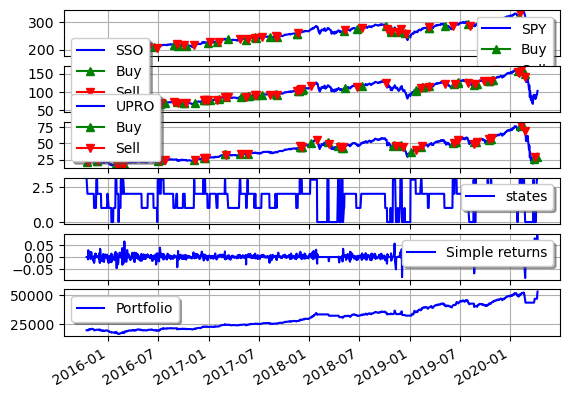 300
200
SPY
Buy
SSO
Buy
Sell
150
100
50
UPRO
Buy
Sell
75
50
25
2.5
0.0
states
0.05
0.00
−0.05
Simple returns
50000
25000
Portfolio
2016-01
2016-07
2017-01
2017-07
2018-01
2018-07
2019-01
2019-07
2020-01